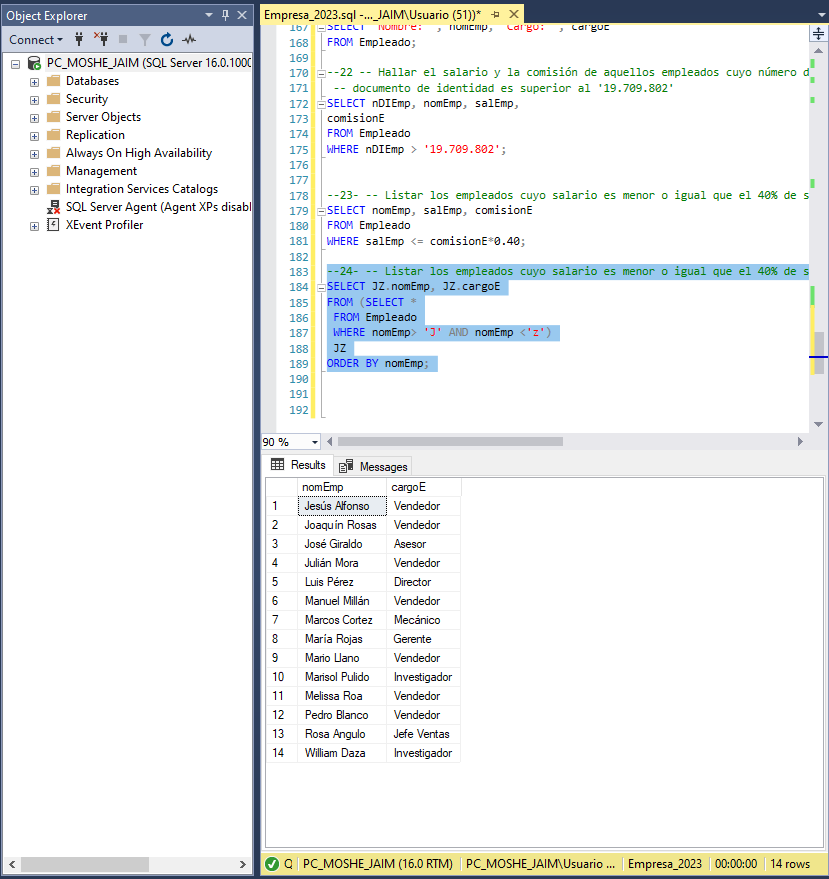 Object Explorer
Connect
PC_MOSHE_JAIM (SQL Server 16.0.1000
Databases
Security
Server Objects
Replication
Always On High Availability
Management
Integration Services Catalogs
SQL Server Agent (Agent XPs disabl
XEvent Profiler
Empresa_2023.sql -..._JAIM\Usuario (51))*
167 SELECT 'Nombre: ', nomEmp, 'Cargo: ', cargoE
168 FROM Empleado;
169
170 --22 -- Hallar el salario y la comisión de aquellos empleados cuyo número d
171 -- documento de identidad es superior al '19.709.802'
172 SELECT nDIEmp, nomEmp, salEmp,
173 comisionE
174 FROM Empleado
175 WHERE nDIEmp > '19.709.802';
176
177
178 --23- -- Listar los empleados cuyo salario es menor o igual que el 40% de s
179 SELECT nomEmp, salEmp, comisionE
180 FROM Empleado
181 WHERE salEmp <= comisionE*0.40;
182
183 --24- -- Listar los empleados cuyo salario es menor o igual que el 40% de s
184 SELECT JZ.nomEmp, JZ.cargoE
185 FROM (SELECT *
186 FROM Empleado
187 WHERE nomEmp> 'J' AND nomEmp <'z')
188 JZ
189 ORDER BY nomEmp;
190
191
192
90 %
Results Messages
nomEmp cargoE
1 Jesús Alfonso Vendedor
2 Joaquín Rosas Vendedor
3 José Giraldo Asesor
4 Julián Mora Vendedor
5 Luis Pérez Director
6 Manuel Millán Vendedor
7 Marcos Cortez Mecánico
8 María Rojas Gerente
9 Mario Llano Vendedor
10 Marisol Pulido Investigador
11 Melissa Roa Vendedor
12 Pedro Blanco Vendedor
13 Rosa Angulo Jefe Ventas
14 William Daza Investigador
Q PC_MOSHE_JAIM (16.0 RTM) PC_MOSHE_JAIM\Usuario ... Empresa_2023 00:00:00 14 rows